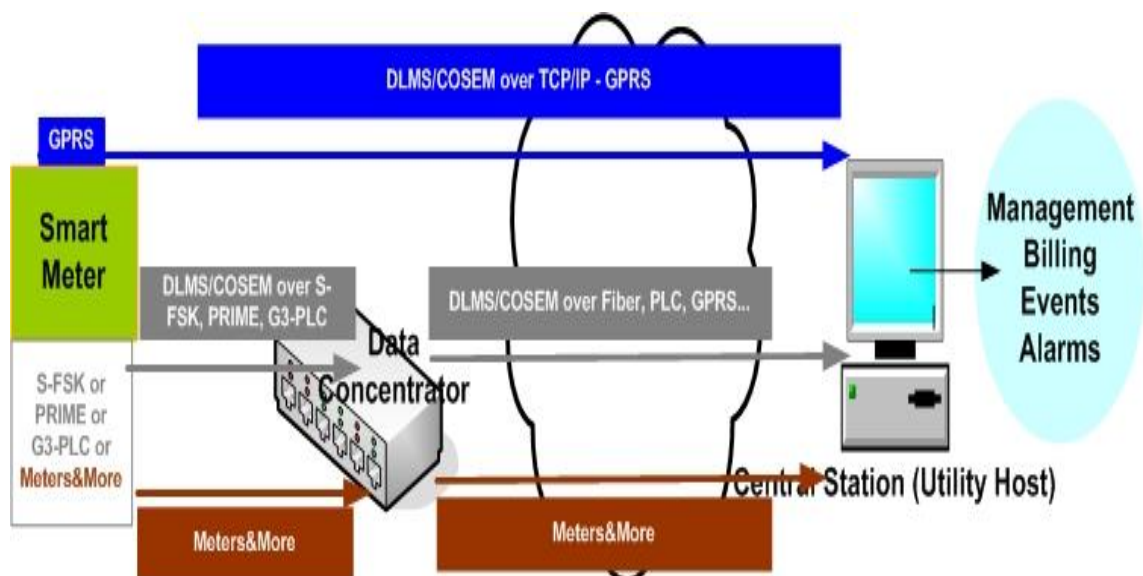 DLMS/COSEM over TCP/IP - GPRS
GPRS
Smart
Meter
DLMS/COSEM over S-
FSK, PRIME, G3-PLC
DLMS/COSEM over Fiber, PLC, GPRS...
Management
Billing
Events
Alarms
Data
Concentrator
S-FSK or
PRIME or
G3-PLC or
Meters&More
Central Station (Utility Host)
Meters&More
Meters&More